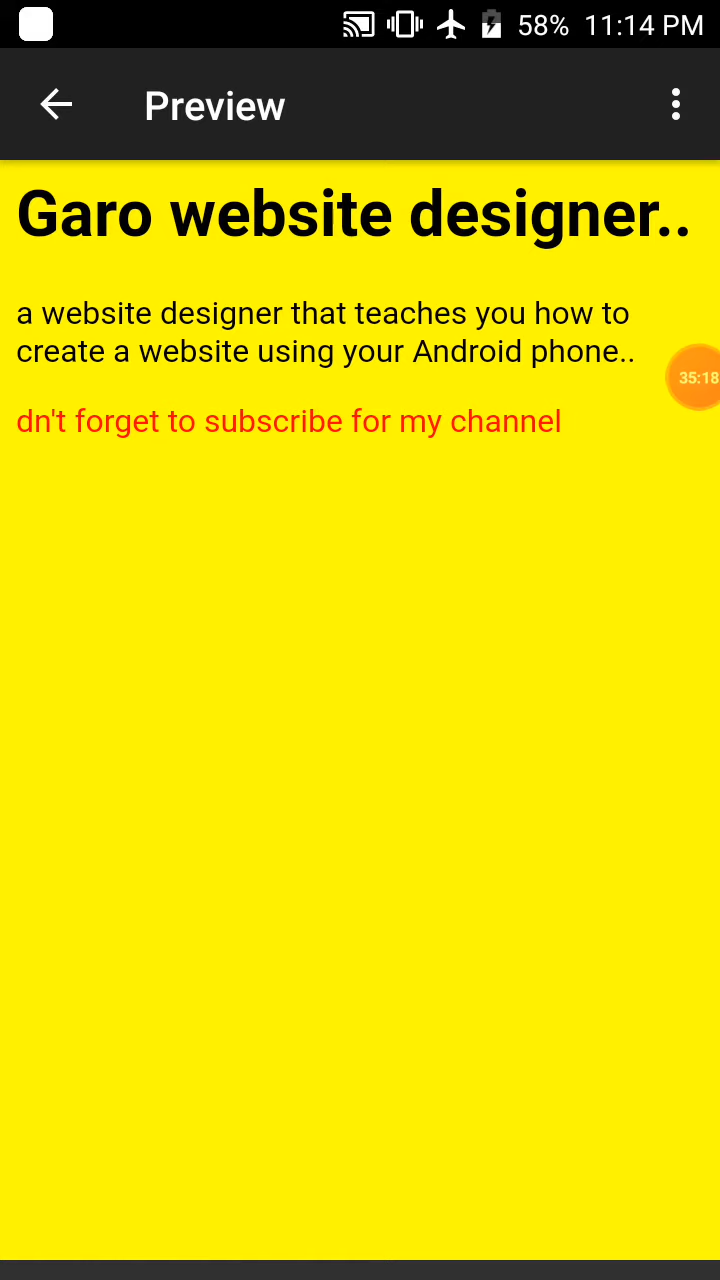 58% 11:14 PM
Preview
Garo website designer..
a website designer that teaches you how to
create a website using your Android phone..
35:18
dn't forget to subscribe for my channel